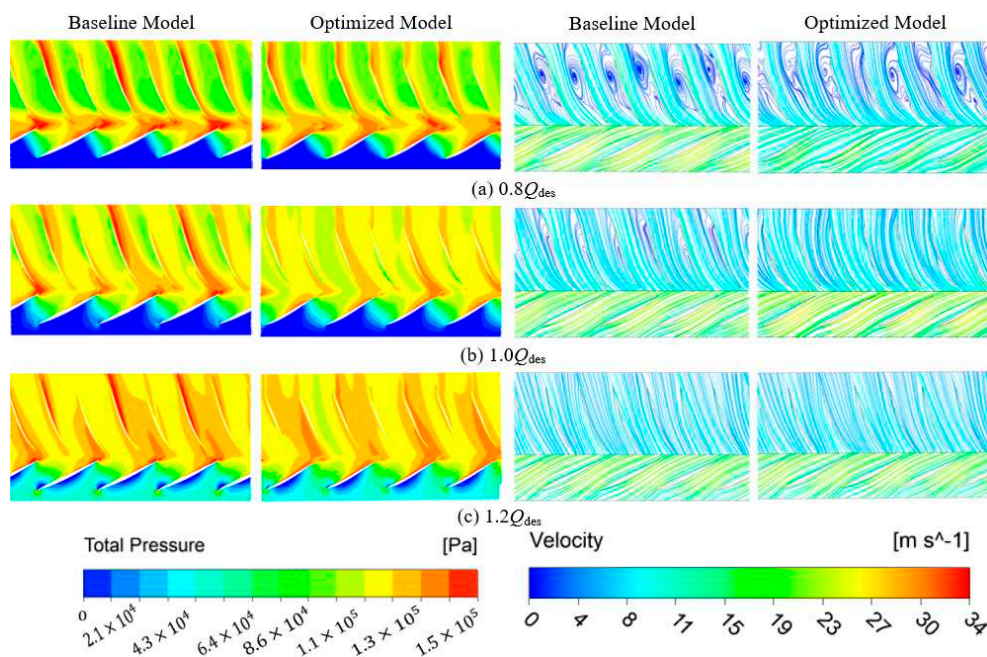 Baseline Model Optimized Model Baseline Model Optimized Model
(a) 0.8Qdes
(b) 1.0Qdes
(c) 1.2Qdes
Total Pressure [Pa] Velocity [m s^-1]
0 2.1 × 10⁴ 4.3 × 10⁴ 6.4 × 10⁴ 8.6 × 10⁴ 1.1 × 10⁵ 1.3 × 10⁵ 1.5 × 10⁵ 0 4 8 11 15 19 23 27 30 34